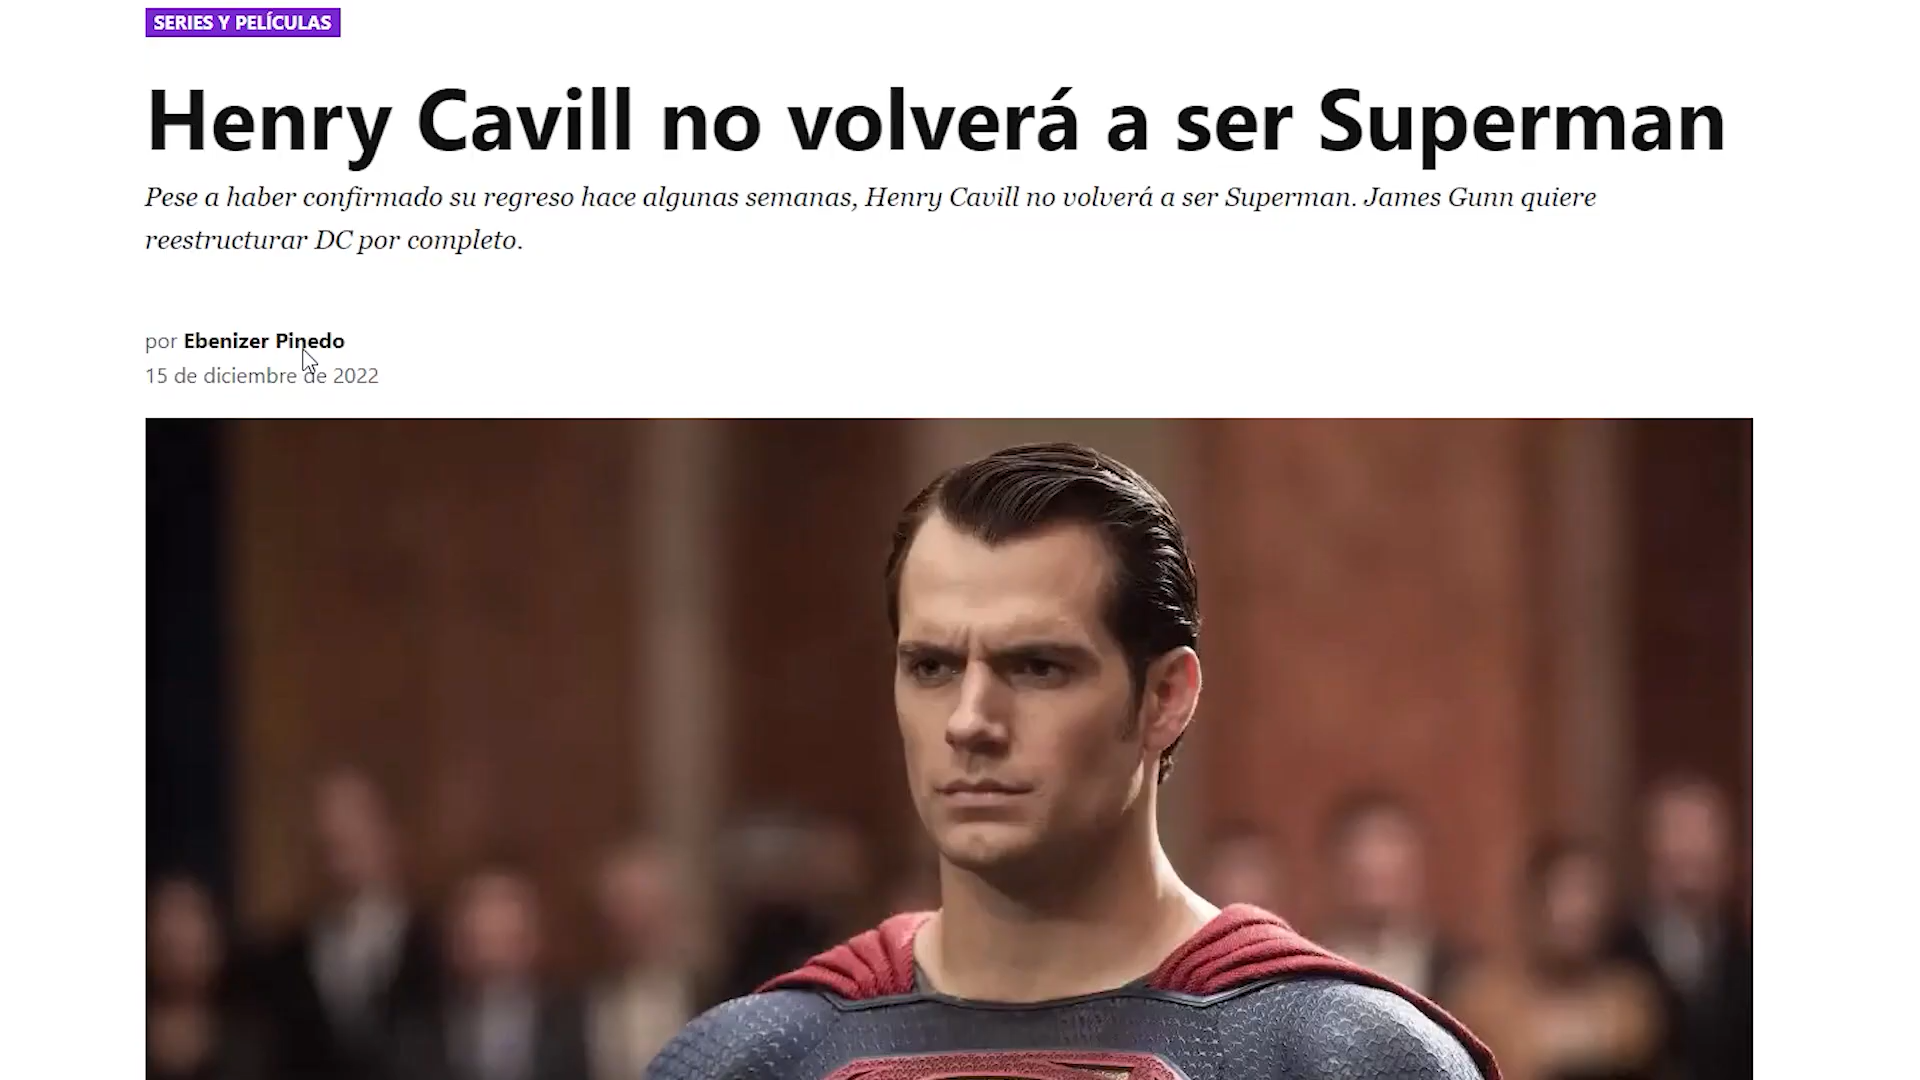 SERIES Y PELÍCULAS
Henry Cavill no volverá a ser Superman
Pese a haber confirmado su regreso hace algunas semanas, Henry Cavill no volverá a ser Superman. James Gunn quiere
reestructurar DC por completo.
por Ebenizer Pinedo
15 de diciembre de 2022